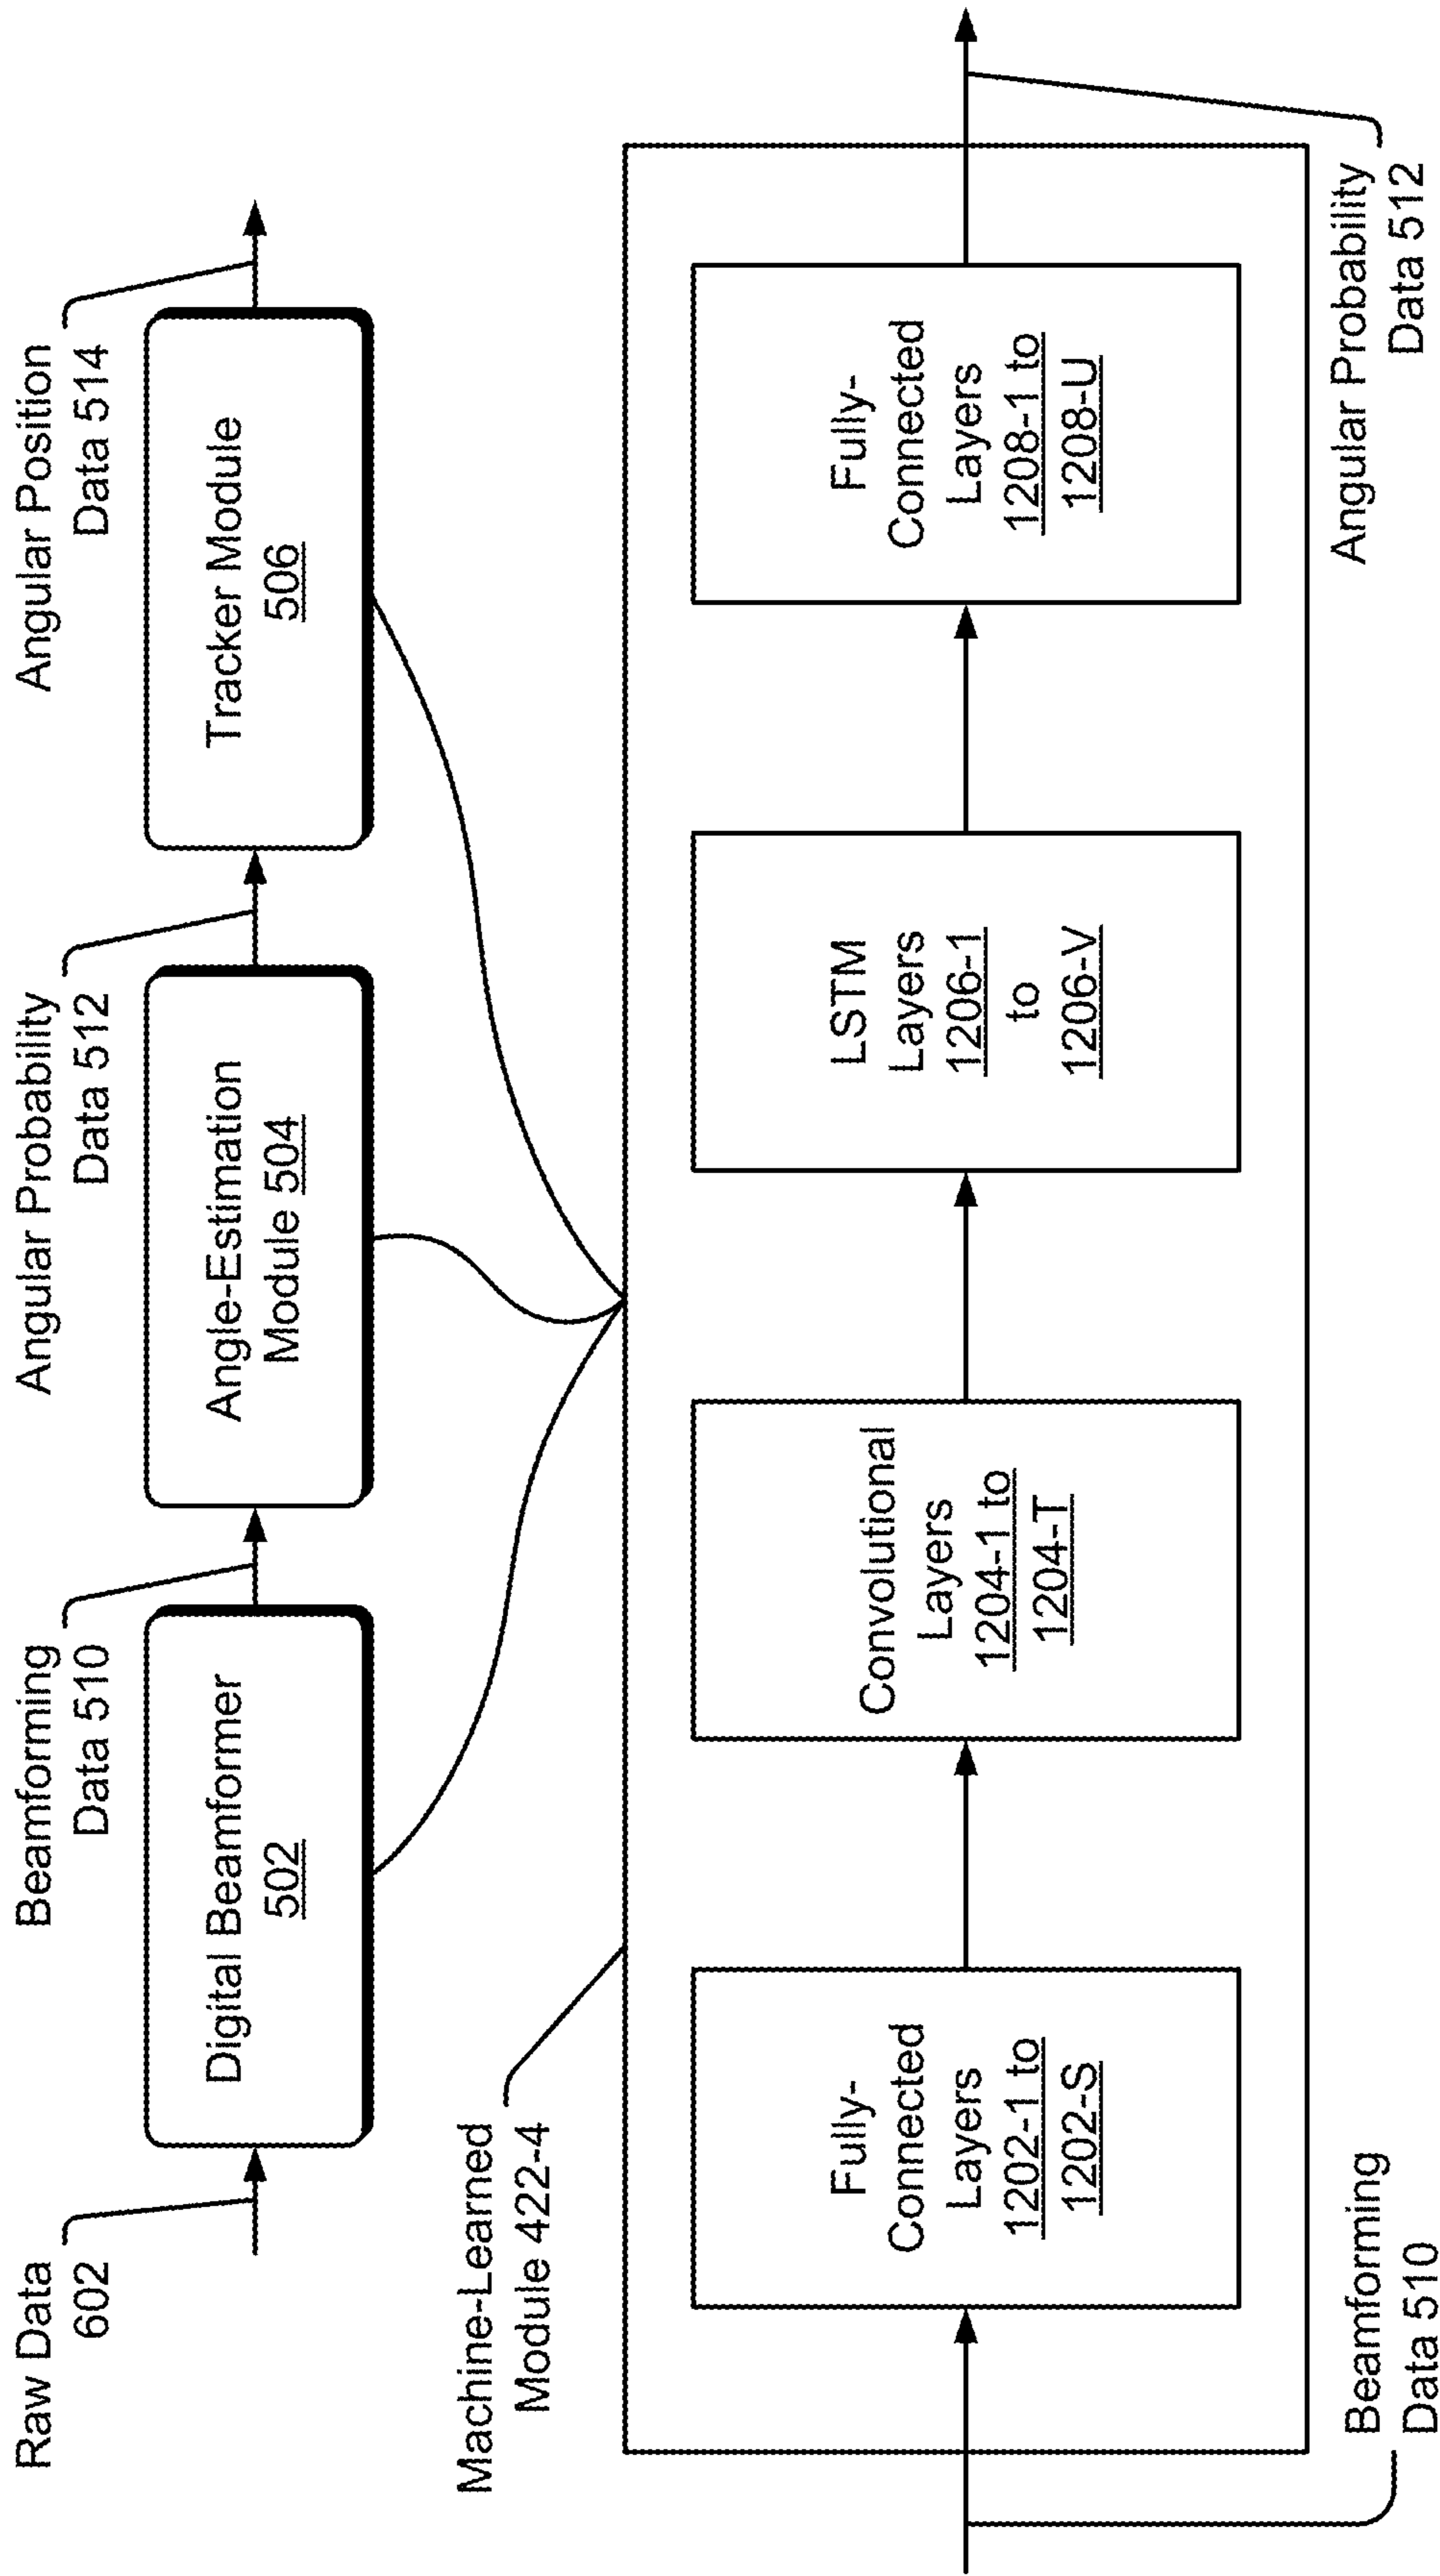 Raw Data
602
Beamforming
Data 510
Angular Probability
Data 512
Angular Position
Data 514
Digital Beamformer
502
Angle-Estimation
Module 504
Tracker Module
506
Machine-Learned
Module 422-4
Fully-
Connected
Layers
1202-1 to
1202-S
Convolutional
Layers
1204-1 to
1204-T
LSTM
Layers
1206-1
to
1206-V
Fully-
Connected
Layers
1208-1 to
1208-U
Beamforming
Data 510
Angular Probability
Data 512